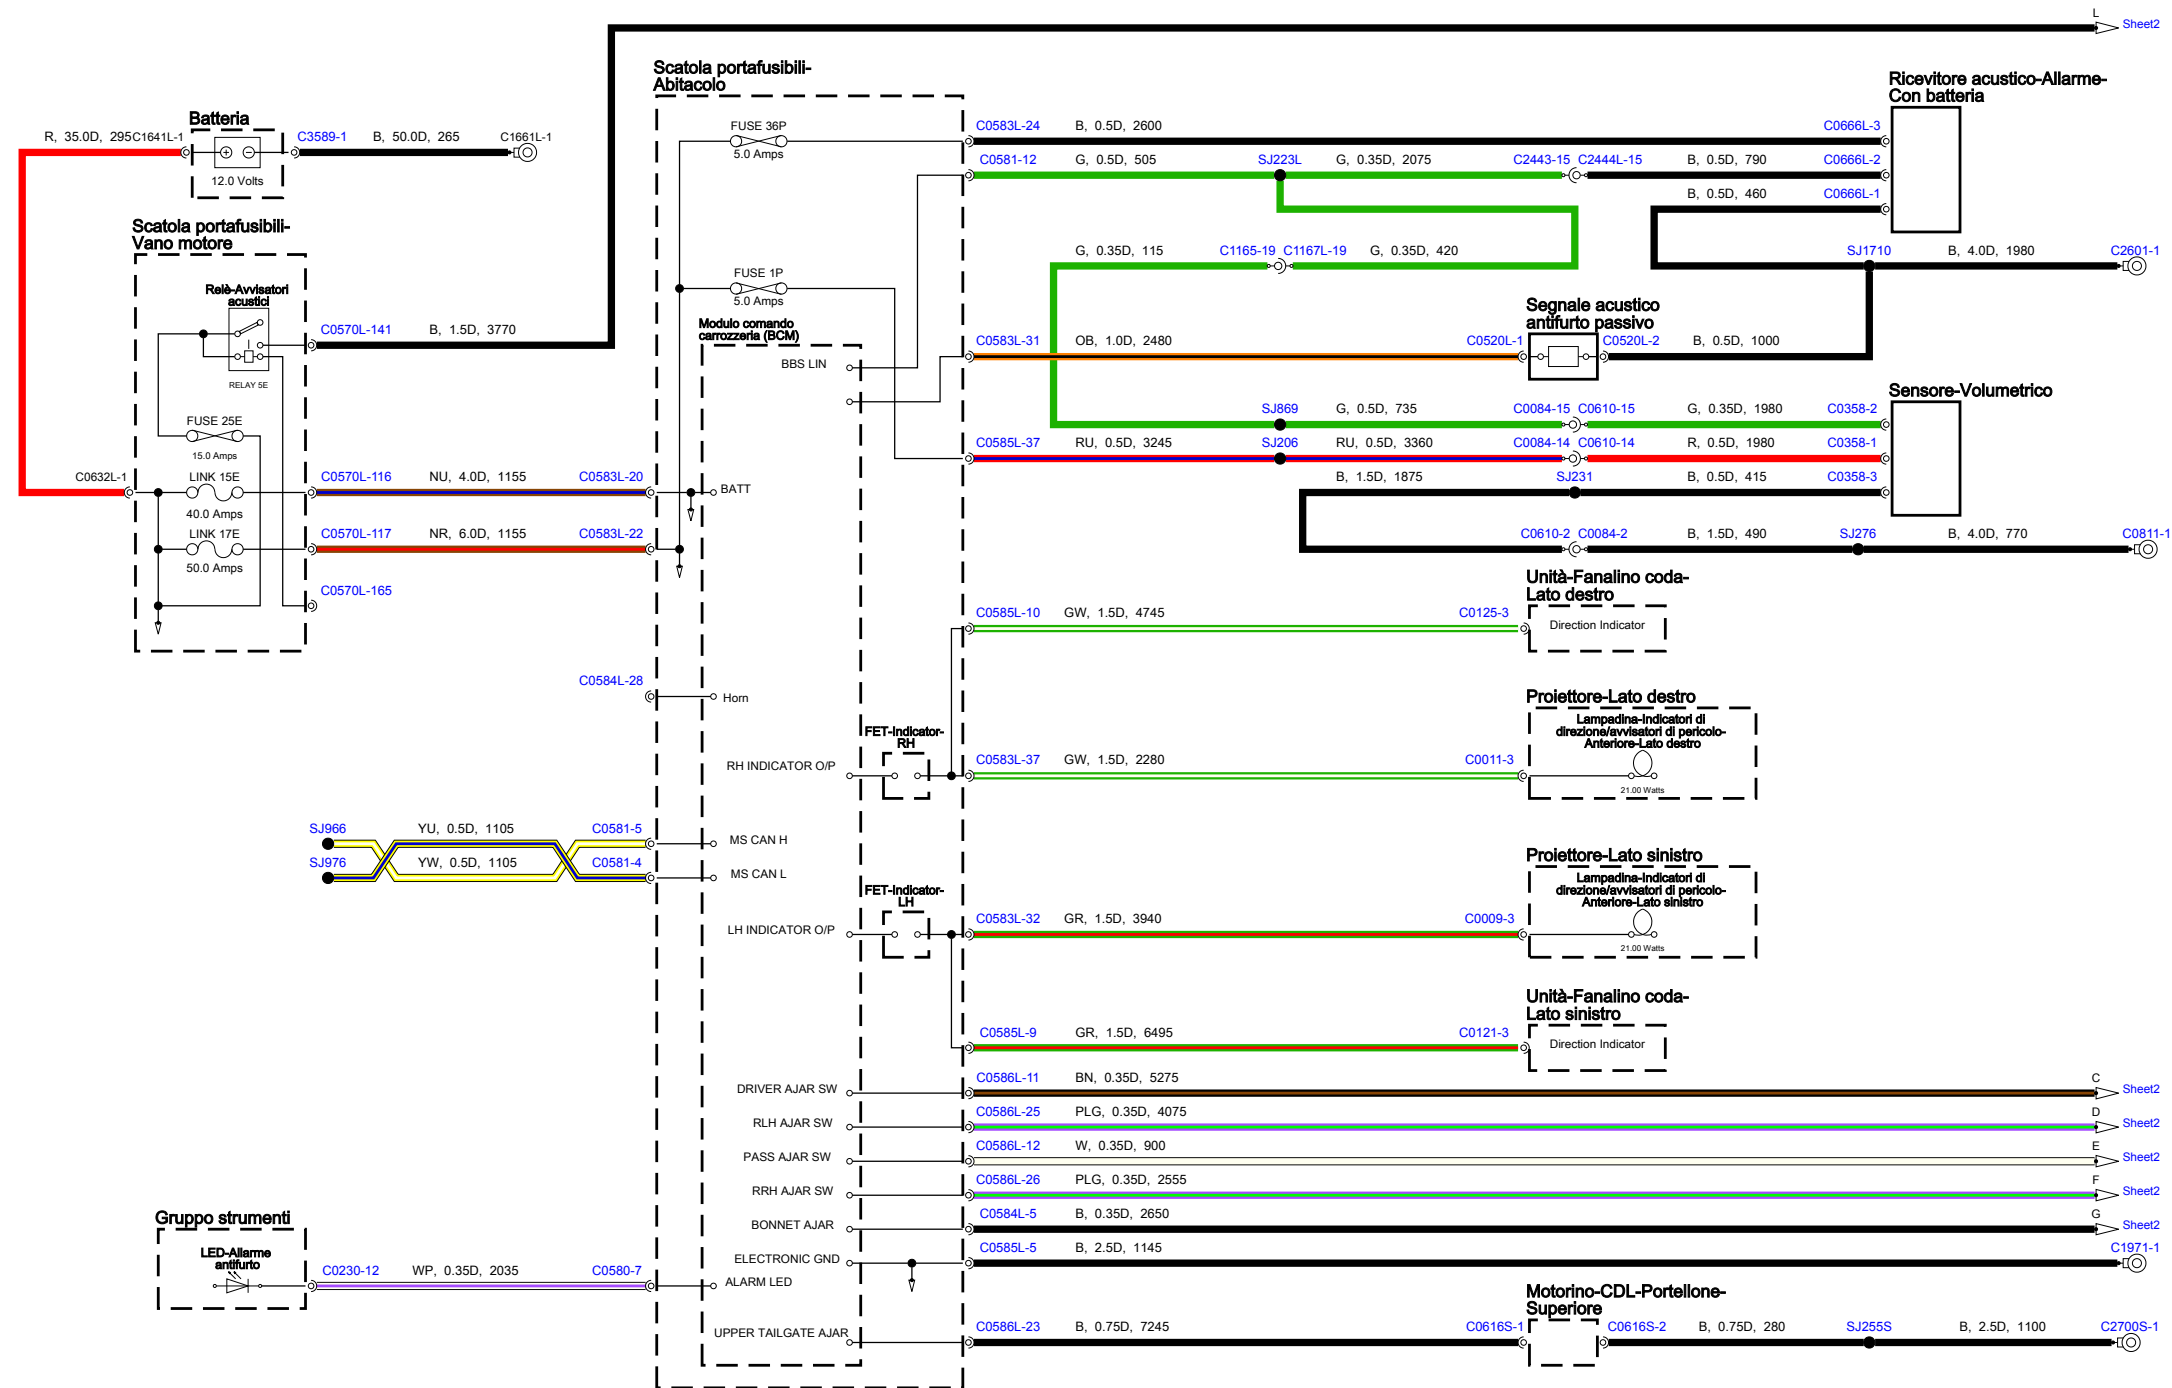 L
Sheet2
Scatola portafusibili-
Abitacolo
Ricevitore acustico-Allarme-
Con batteria
Batteria
R, 35.0D, 295
C1641L-1
C3589-1
B, 50.0D, 265
C1661L-1
12.0 Volts
FUSE 36P
5.0 Amps
C0583L-24
B, 0.5D, 2600
C0666L-3
C0581-12
G, 0.5D, 505
SJ223L
G, 0.35D, 2075
C2443-15
C2444L-15
B, 0.5D, 790
C0666L-2
B, 0.5D, 460
C0666L-1
Scatola portafusibili-
Vano motore
G, 0.35D, 115
C1165-19
C1167L-19
G, 0.35D, 420
SJ1710
B, 4.0D, 1980
C2601-1
FUSE 1P
5.0 Amps
Relè-Avvisatori
acustici
RELAY 5E
C0570L-141
B, 1.5D, 3770
Modulo comando
carrozzeria (BCM)
Segnale acustico
antifurto passivo
C0583L-31
OB, 1.0D, 2480
C0520L-1
C0520L-2
B, 0.5D, 1000
BBS LIN
Sensore-Volumetrico
SJ869
G, 0.5D, 735
C0084-15
C0610-15
G, 0.35D, 1980
C0358-2
FUSE 25E
15.0 Amps
C0585L-37
RU, 0.5D, 3245
SJ206
RU, 0.5D, 3360
C0084-14
C0610-14
R, 0.5D, 1980
C0358-1
C0632L-1
LINK 15E
40.0 Amps
C0570L-116
NU, 4.0D, 1155
C0583L-20
BATT
B, 1.5D, 1875
SJ231
B, 0.5D, 415
C0358-3
LINK 17E
50.0 Amps
C0570L-117
NR, 6.0D, 1155
C0583L-22
C0610-2
C0084-2
B, 1.5D, 490
SJ276
B, 4.0D, 770
C0811-1
C0570L-165
Unità-Fanalino coda-
Lato destro
C0585L-10
GW, 1.5D, 4745
C0125-3
Direction Indicator
C0584L-28
Horn
Proiettore-Lato destro
Lampadina-Indicatori di
direzione/avvisatori di pericolo-
Anteriore-Lato destro
21.00 Watts
FET-Indicator-
RH
RH INDICATOR O/P
C0583L-37
GW, 1.5D, 2280
C0011-3
SJ966
YU, 0.5D, 1105
C0581-5
MS CAN H
SJ976
YW, 0.5D, 1105
C0581-4
MS CAN L
Proiettore-Lato sinistro
Lampadina-Indicatori di
direzione/avvisatori di pericolo-
Anteriore-Lato sinistro
21.00 Watts
FET-Indicator-
LH
LH INDICATOR O/P
C0583L-32
GR, 1.5D, 3940
C0009-3
Unità-Fanalino coda-
Lato sinistro
C0585L-9
GR, 1.5D, 6495
C0121-3
Direction Indicator
DRIVER AJAR SW
C0586L-11
BN, 0.35D, 5275
C
Sheet2
RLH AJAR SW
C0586L-25
PLG, 0.35D, 4075
D
Sheet2
PASS AJAR SW
C0586L-12
W, 0.35D, 900
E
Sheet2
RRH AJAR SW
C0586L-26
PLG, 0.35D, 2555
F
Sheet2
BONNET AJAR
C0584L-5
B, 0.35D, 2650
G
Sheet2
ELECTRONIC GND
C0585L-5
B, 2.5D, 1145
C1971-1
Gruppo strumenti
LED-Allarme
antifurto
C0230-12
WP, 0.35D, 2035
C0580-7
ALARM LED
Motorino-CDL-Portellone-
Superiore
UPPER TAILGATE AJAR
C0586L-23
B, 0.75D, 7245
C0616S-1
C0616S-2
B, 0.75D, 280
SJ255S
B, 2.5D, 1100
C2700S-1